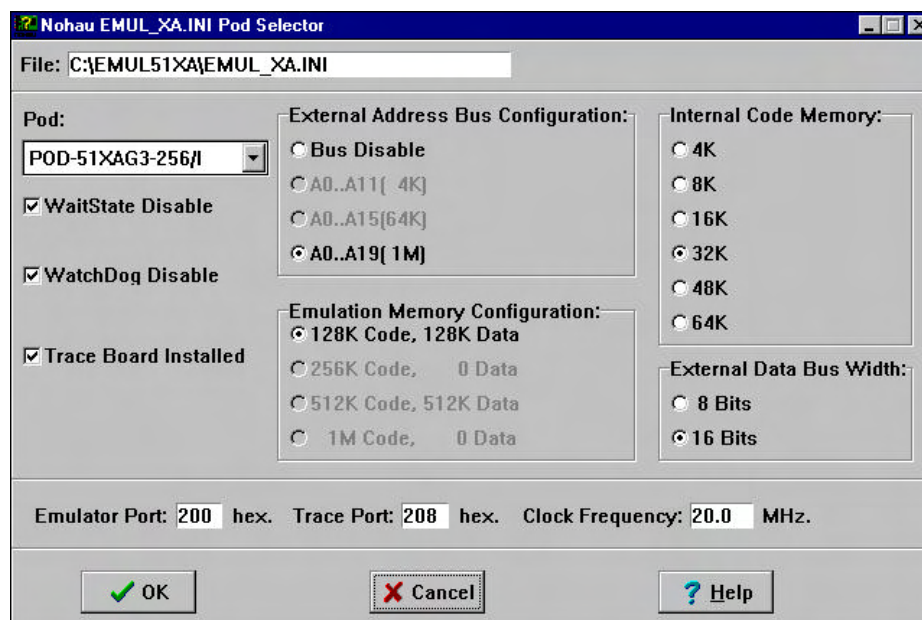 Nohau EMUL_XA.INI Pod Selector
File: C:\EMUL51XA\EMUL_XA.INI
Pod:
POD-51XAG3-256/I
WaitState Disable
WatchDog Disable
Trace Board Installed
External Address Bus Configuration:
Bus Disable
A0..A11( 4K)
A0..A15(64K)
A0..A19( 1M)
Emulation Memory Configuration:
128K Code, 128K Data
256K Code, 0 Data
512K Code, 512K Data
1M Code, 0 Data
Internal Code Memory:
4K
8K
16K
32K
48K
64K
External Data Bus Width:
8 Bits
16 Bits
Emulator Port: 200 hex. Trace Port: 208 hex. Clock Frequency: 20.0 MHz.
OK Cancel Help